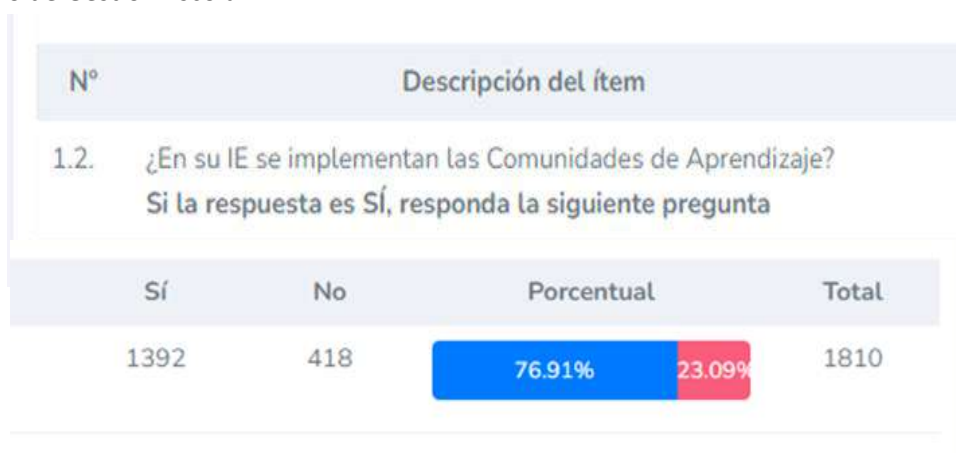 Nº Descripción del ítem
1.2. ¿En su IE se implementan las Comunidades de Aprendizaje?
Si la respuesta es SÍ, responda la siguiente pregunta
Sí No Porcentual Total
1392 418 76.91% 23.09% 1810